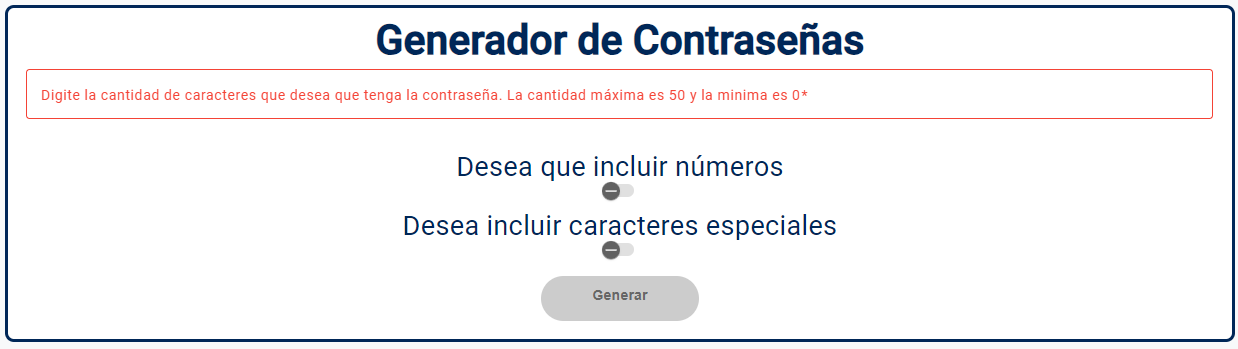 Generador de Contraseñas
Digite la cantidad de caracteres que desea que tenga la contraseña. La cantidad máxima es 50 y la minima es 0*
Desea que incluir números
Desea incluir caracteres especiales
Generar